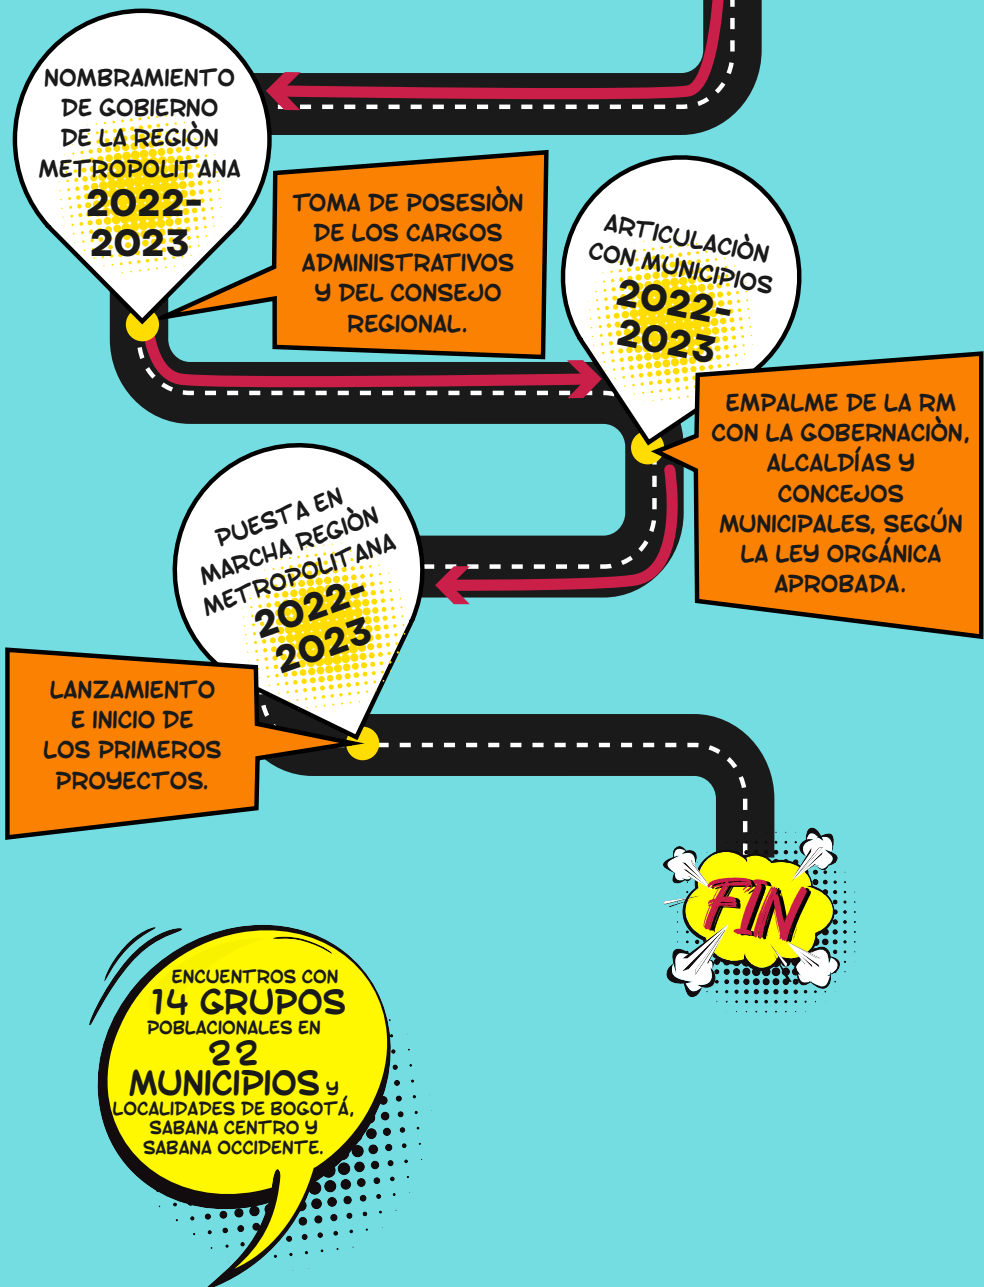 NOMBRAMIENTO
DE GOBIERNO
DE LA REGIÒN
METROPOLITANA
2022-
2023
TOMA DE POSESIÒN
DE LOS CARGOS
ADMINISTRATIVOS
Y DEL CONSEJO
REGIONAL.
ARTICULACIÒN
CON MUNICIPIOS
2022-
2023
EMPALME DE LA RM
CON LA GOBERNACIÒN,
ALCALDÍAS Y
CONCEJOS
MUNICIPALES, SEGÚN
LA LEY ORGÁNICA
APROBADA.
PUESTA EN
MARCHA REGIÒN
METROPOLITANA
2022-
2023
LANZAMIENTO
E INICIO DE
LOS PRIMEROS
PROYECTOS.
FIN
ENCUENTROS CON
14 GRUPOS
POBLACIONALES EN
22
MUNICIPIOS Y
LOCALIDADES DE BOGOTÁ,
SABANA CENTRO Y
SABANA OCCIDENTE.